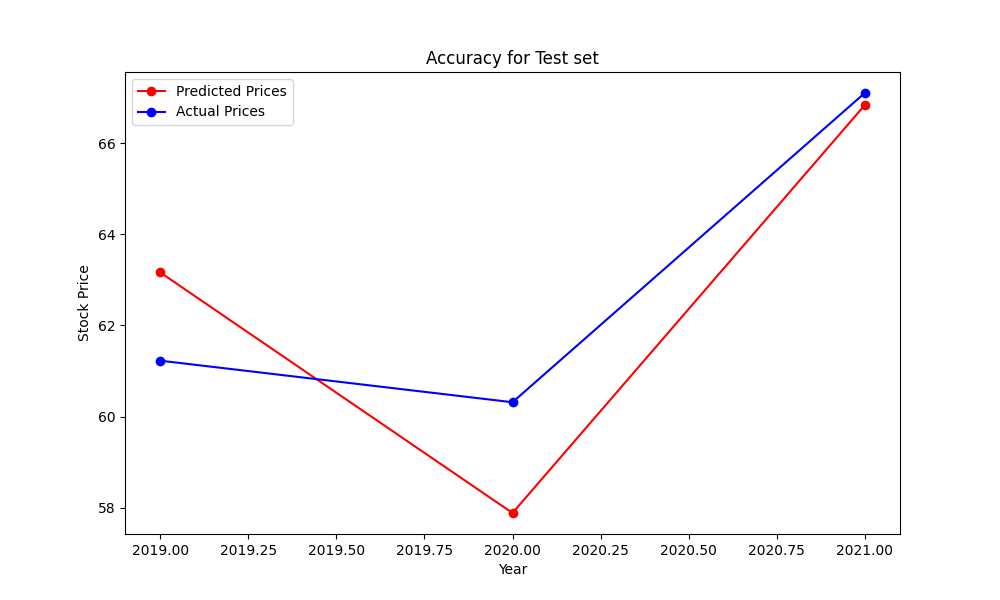 Accuracy for Test set
Predicted Prices
Actual Prices
66
64
62
60
58
Stock Price
2019.00 2019.25 2019.50 2019.75 2020.00 2020.25 2020.50 2020.75 2021.00
Year